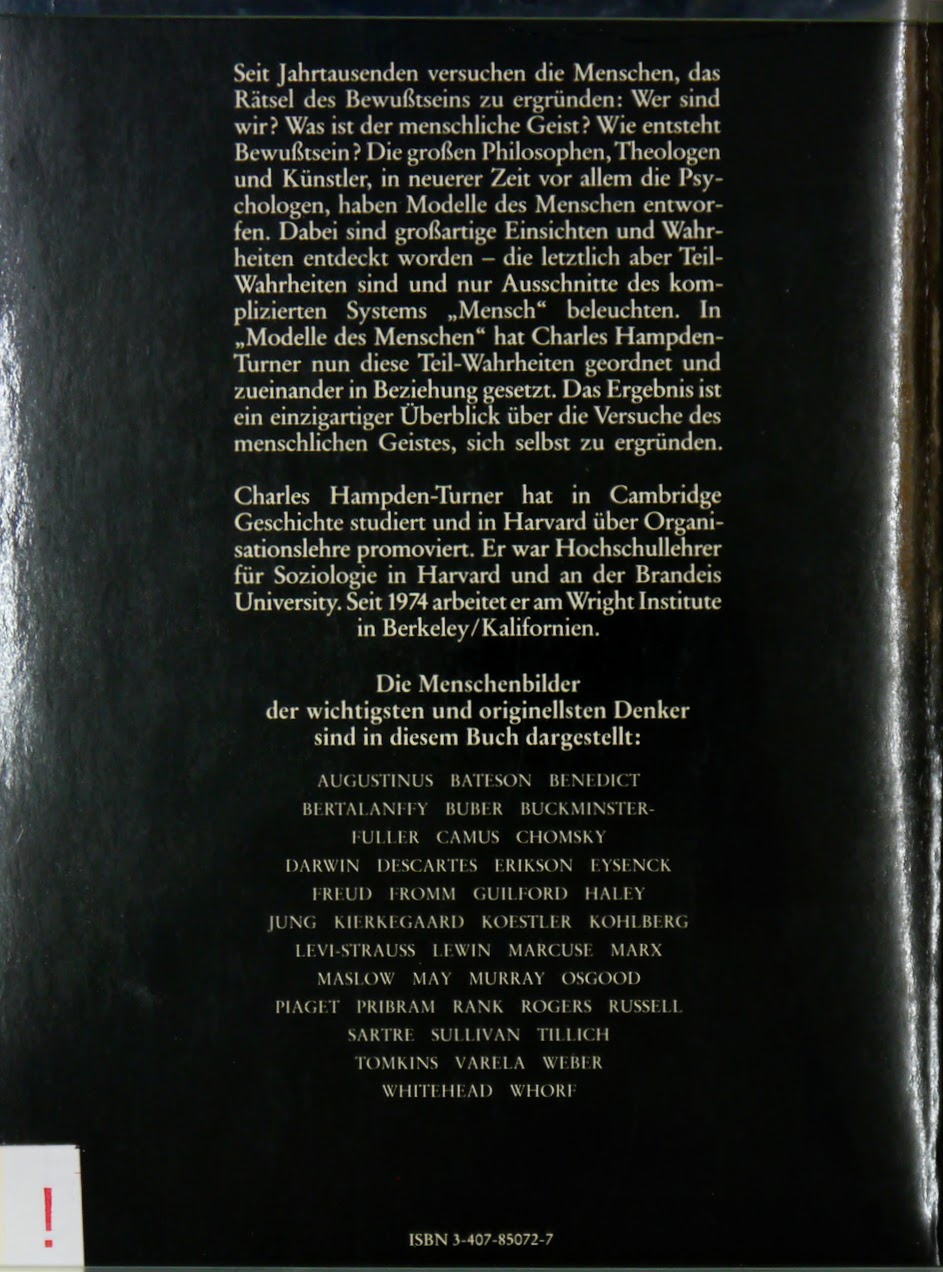 Seit Jahrtausenden versuchen die Menschen, das
Rätsel des Bewußtseins zu ergründen: Wer sind
wir? Was ist der menschliche Geist? Wie entsteht
Bewußtsein? Die großen Philosophen, Theologen
und Künstler, in neuerer Zeit vor allem die Psy-
chologen, haben Modelle des Menschen entwor-
fen. Dabei sind großartige Einsichten und Wahr-
heiten entdeckt worden – die letztlich aber Teil-
Wahrheiten sind und nur Ausschnitte des kom-
plizierten Systems „Mensch“ beleuchten. In
„Modelle des Menschen“ hat Charles Hampden-
Turner nun diese Teil-Wahrheiten geordnet und
zueinander in Beziehung gesetzt. Das Ergebnis ist
ein einzigartiger Überblick über die Versuche des
menschlichen Geistes, sich selbst zu ergründen.
Charles Hampden-Turner hat in Cambridge
Geschichte studiert und in Harvard über Organi-
sationslehre promoviert. Er war Hochschullehrer
für Soziologie in Harvard und an der Brandeis
University. Seit 1974 arbeitet er am Wright Institute
in Berkeley/Kalifornien.
Die Menschenbilder
der wichtigsten und originellsten Denker
sind in diesem Buch dargestellt:
AUGUSTINUS BATESON BENEDICT
BERTALANFFY BUBER BUCKMINSTER-
FULLER CAMUS CHOMSKY
DARWIN DESCARTES ERIKSON EYSENCK
FREUD FROMM GUILFORD HALEY
JUNG KIERKEGAARD KOESTLER KOHLBERG
LEVI-STRAUSS LEWIN MARCUSE MARX
MASLOW MAY MURRAY OSGOOD
PIAGET PRIBRAM RANK ROGERS RUSSELL
SARTRE SULLIVAN TILLICH
TOMKINS VARELA WEBER
WHITEHEAD WHORF
!
ISBN 3-407-85072-7